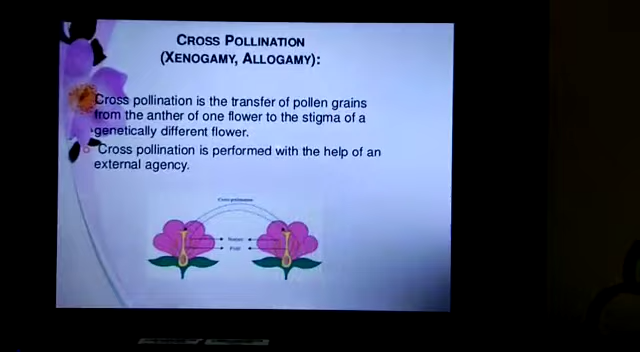 CROSS POLLINATION
(XENOGAMY, ALLOGAMY):
Cross pollination is the transfer of pollen grains
from the anther of one flower to the stigma of a
genetically different flower.
Cross pollination is performed with the help of an
external agency.
Cross pollination